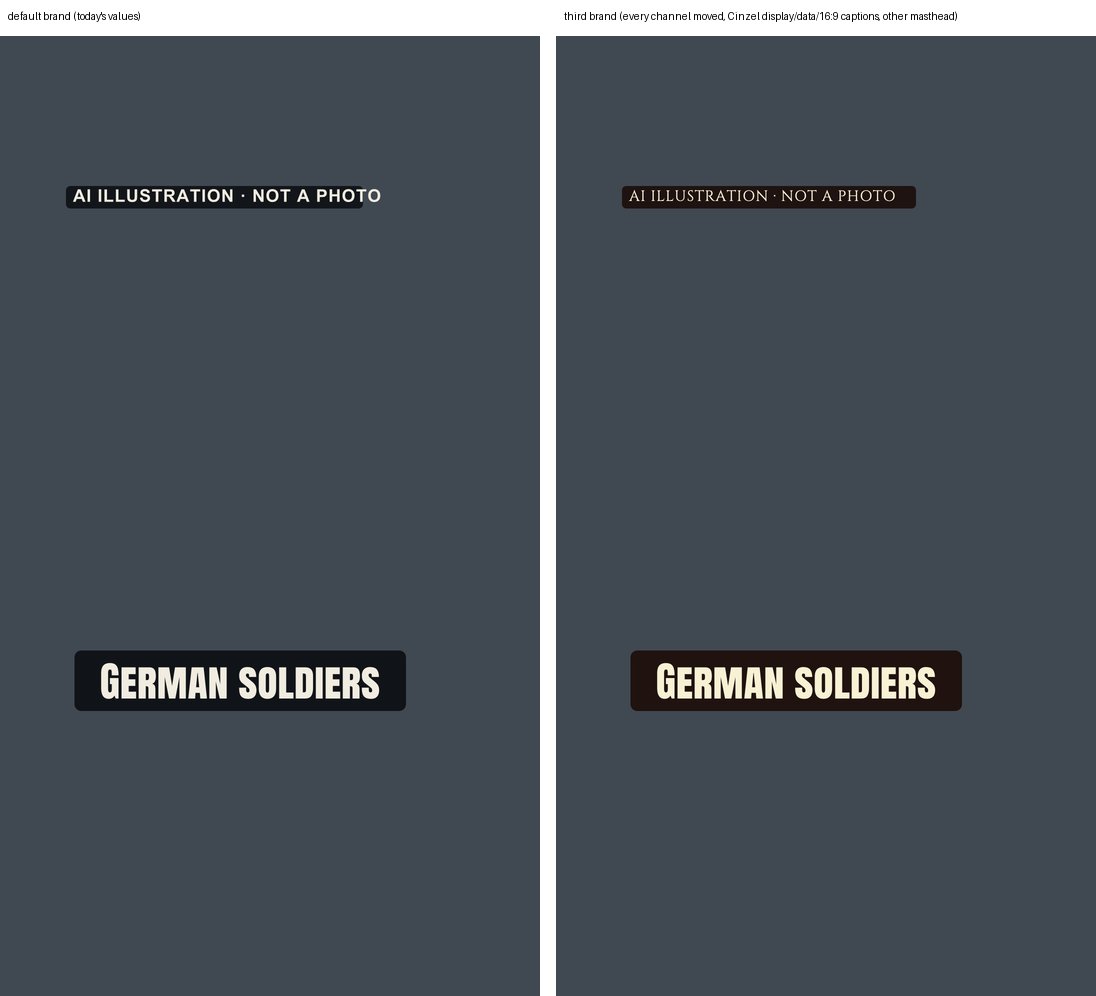 default brand (today's values)
third brand (every channel moved, Cinzel display/data/16:9 captions, other masthead)
AI ILLUSTRATION · NOT A PHOTO
AI ILLUSTRATION · NOT A PHOTO
GERMAN SOLDIERS
GERMAN SOLDIERS